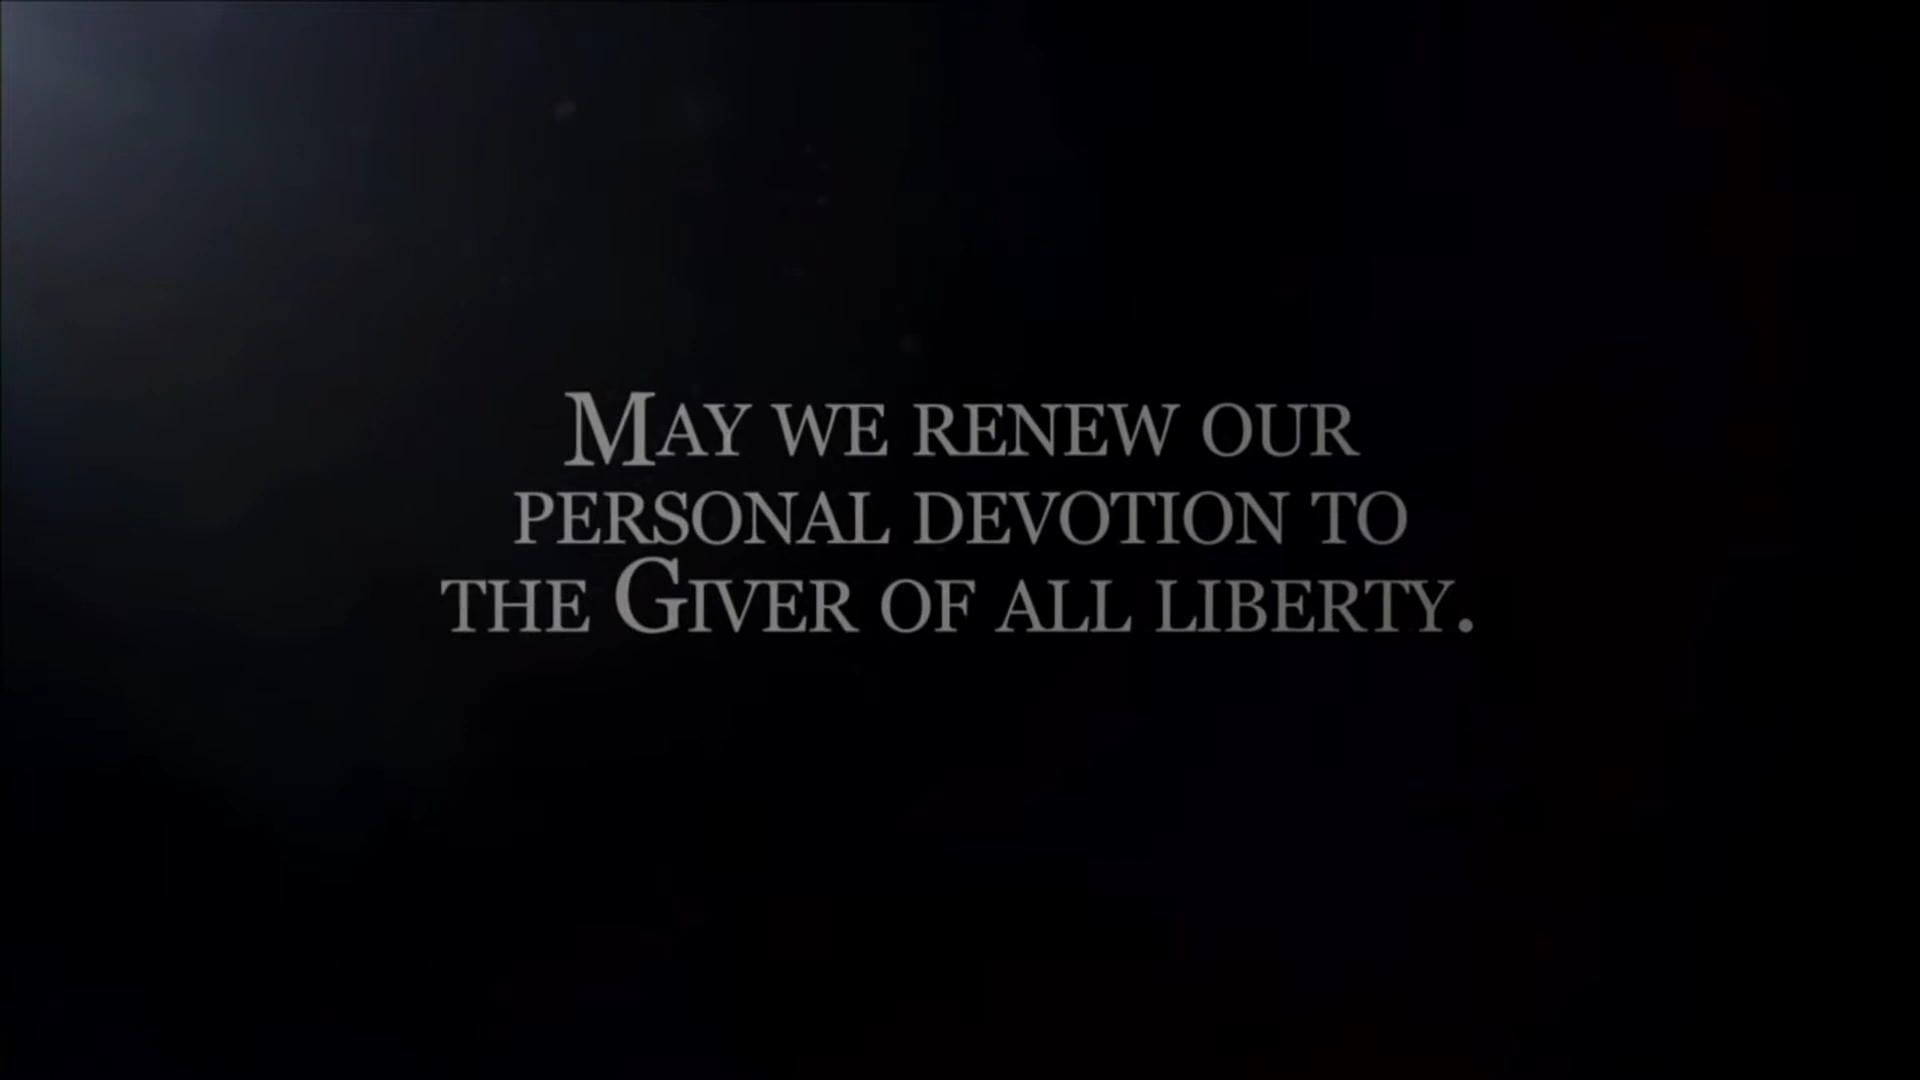 May we renew our
personal devotion to
the Giver of all liberty.